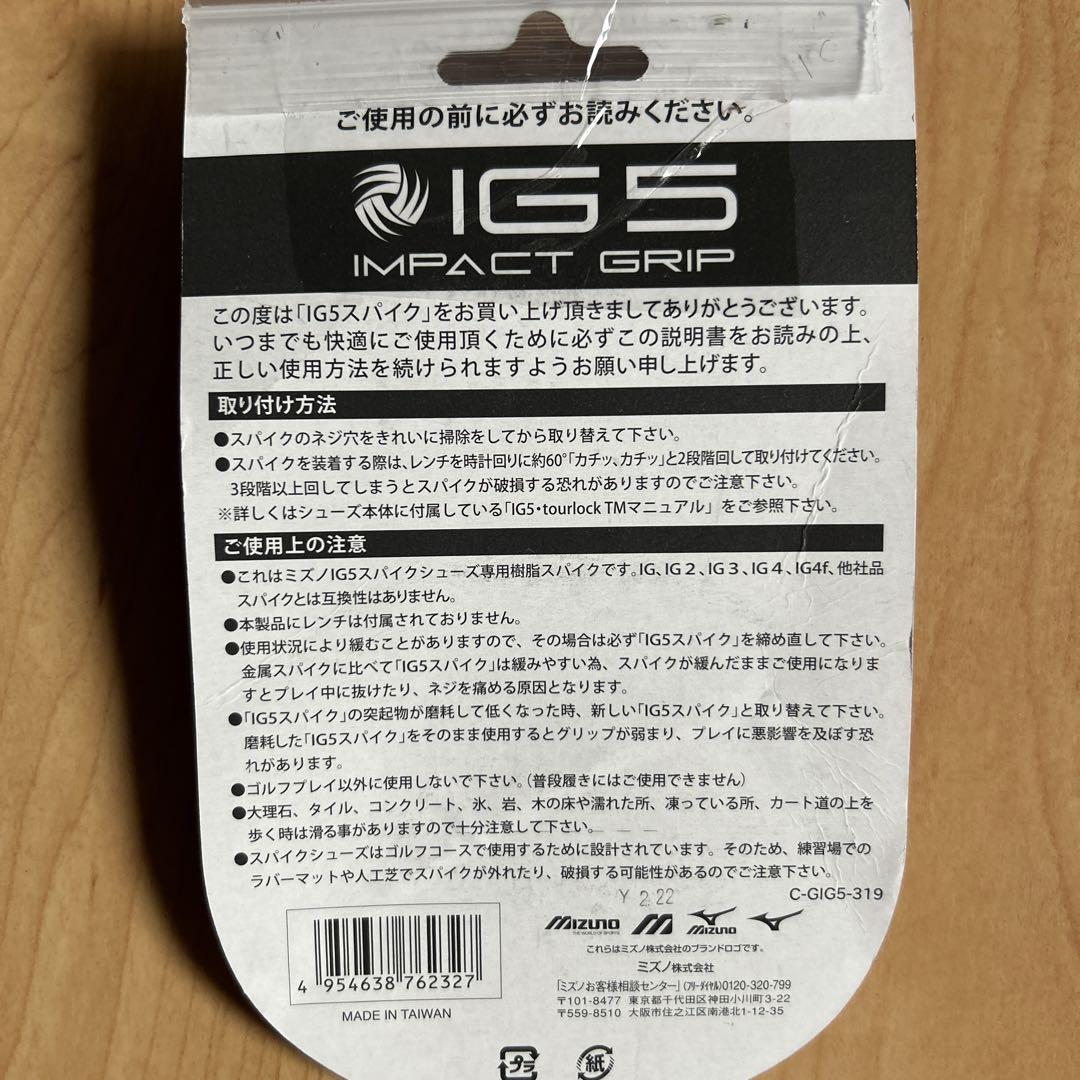 ご使用の前に必ずお読みください。
IG5
IMPACT GRIP
この度は「IG5スパイク」をお買い上げ頂きましてありがとうございます。
いつまでも快適にご使用頂くために必ずこの説明書をお読みの上、
正しい使用方法を続けられますようお願い申し上げます。
取り付け方法
●スパイクのネジ穴をきれいに掃除をしてから取り替えて下さい。
●スパイクを装着する際は、レンチを時計回りに約60°「カチッ、カチッ」と2段階回して取り付けてください。
3段階以上回してしまうとスパイクが破損する恐れがありますのでご注意下さい。
※詳しくはシューズ本体に付属している「IG5・tourlock TMマニュアル」をご参照下さい。
ご使用上の注意
●これはミズノIG5スパイクシューズ専用樹脂スパイクです。IG、IG2、IG3、IG4、IG4f、他社品
スパイクとは互換性はありません。
●本製品にレンチは付属されておりません。
●使用状況により緩むことがありますので、その場合は必ず「IG5スパイク」を締め直して下さい。
金属スパイクに比べて「IG5スパイク」は緩みやすい為、スパイクが緩んだままご使用になりま
すとプレイ中に抜けたり、ネジを痛める原因となります。
●「IG5スパイク」の突起物が磨耗して低くなった時、新しい「IG5スパイク」と取り替えて下さい。
磨耗した「IG5スパイク」をそのまま使用するとグリップが弱まり、プレイに悪影響を及ぼす恐
れがあります。
●ゴルフプレイ以外に使用しないで下さい。(普段履きにはご使用できません)
●大理石、タイル、コンクリート、氷、岩、木の床や濡れた所、凍っている所、カート道の上を
歩く時は滑る事がありますので十分注意して下さい。
●スパイクシューズはゴルフコースで使用するために設計されています。そのため、練習場での
ラバーマットや人工芝でスパイクが外れたり、破損する可能性があるのでご注意下さい。
C-GIG5-319
Y 2.22
MIZUNO
THE WORLD OF SPORTS
MIZUNO
これらはミズノ株式会社のブランドロゴです。
ミズノ株式会社
「ミズノお客様相談センター」(フリーダイヤル)0120-320-799
〒101-8477 東京都千代田区神田小川町3-22
〒559-8510 大阪市住之江区南港北1-12-35
4 954638 762327
MADE IN TAIWAN
プラ
紙